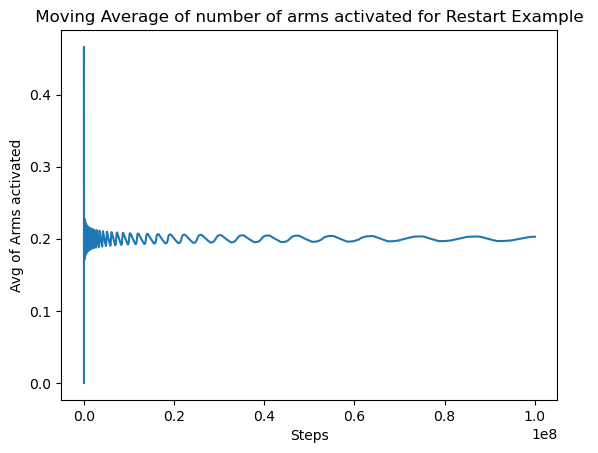 Moving Average of number of arms activated for Restart Example
Avg of Arms activated
0.4
0.3
0.2
0.1
0.0
0.0 0.2 0.4 0.6 0.8 1.0
1e8
Steps